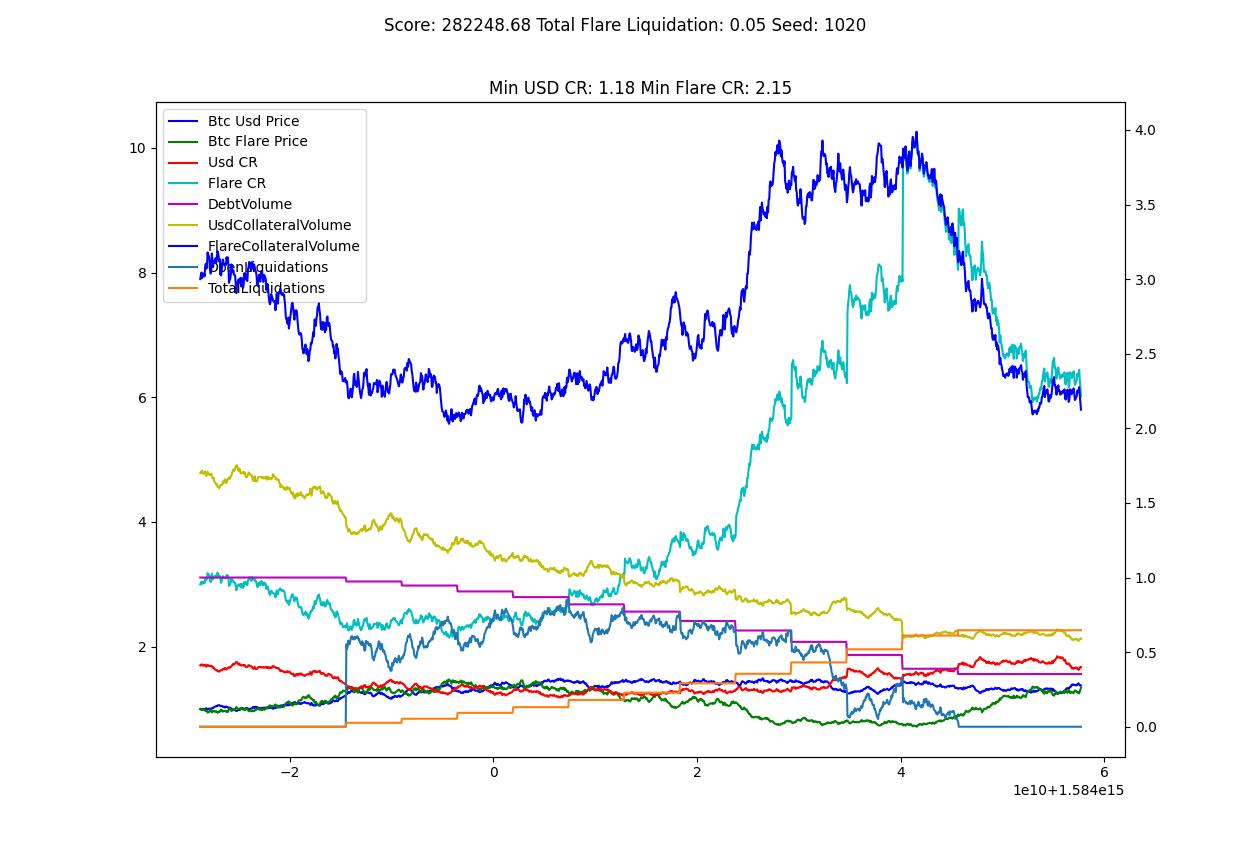 Score: 282248.68 Total Flare Liquidation: 0.05 Seed: 1020
Min USD CR: 1.18 Min Flare CR: 2.15
Btc Usd Price
Btc Flare Price
Usd CR
Flare CR
DebtVolume
UsdCollateralVolume
FlareCollateralVolume
OpenLiquidations
TotalLiquidations
10
8
6
4
2
4.0
3.5
3.0
2.5
2.0
1.5
1.0
0.5
0.0
−2 0 2 4 6
1e10+1.584e15